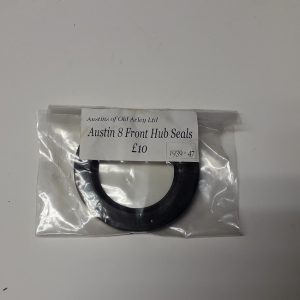 Austins of Old Arley Ltd
Austin 8 Front Hub Seals
£10
1939-47